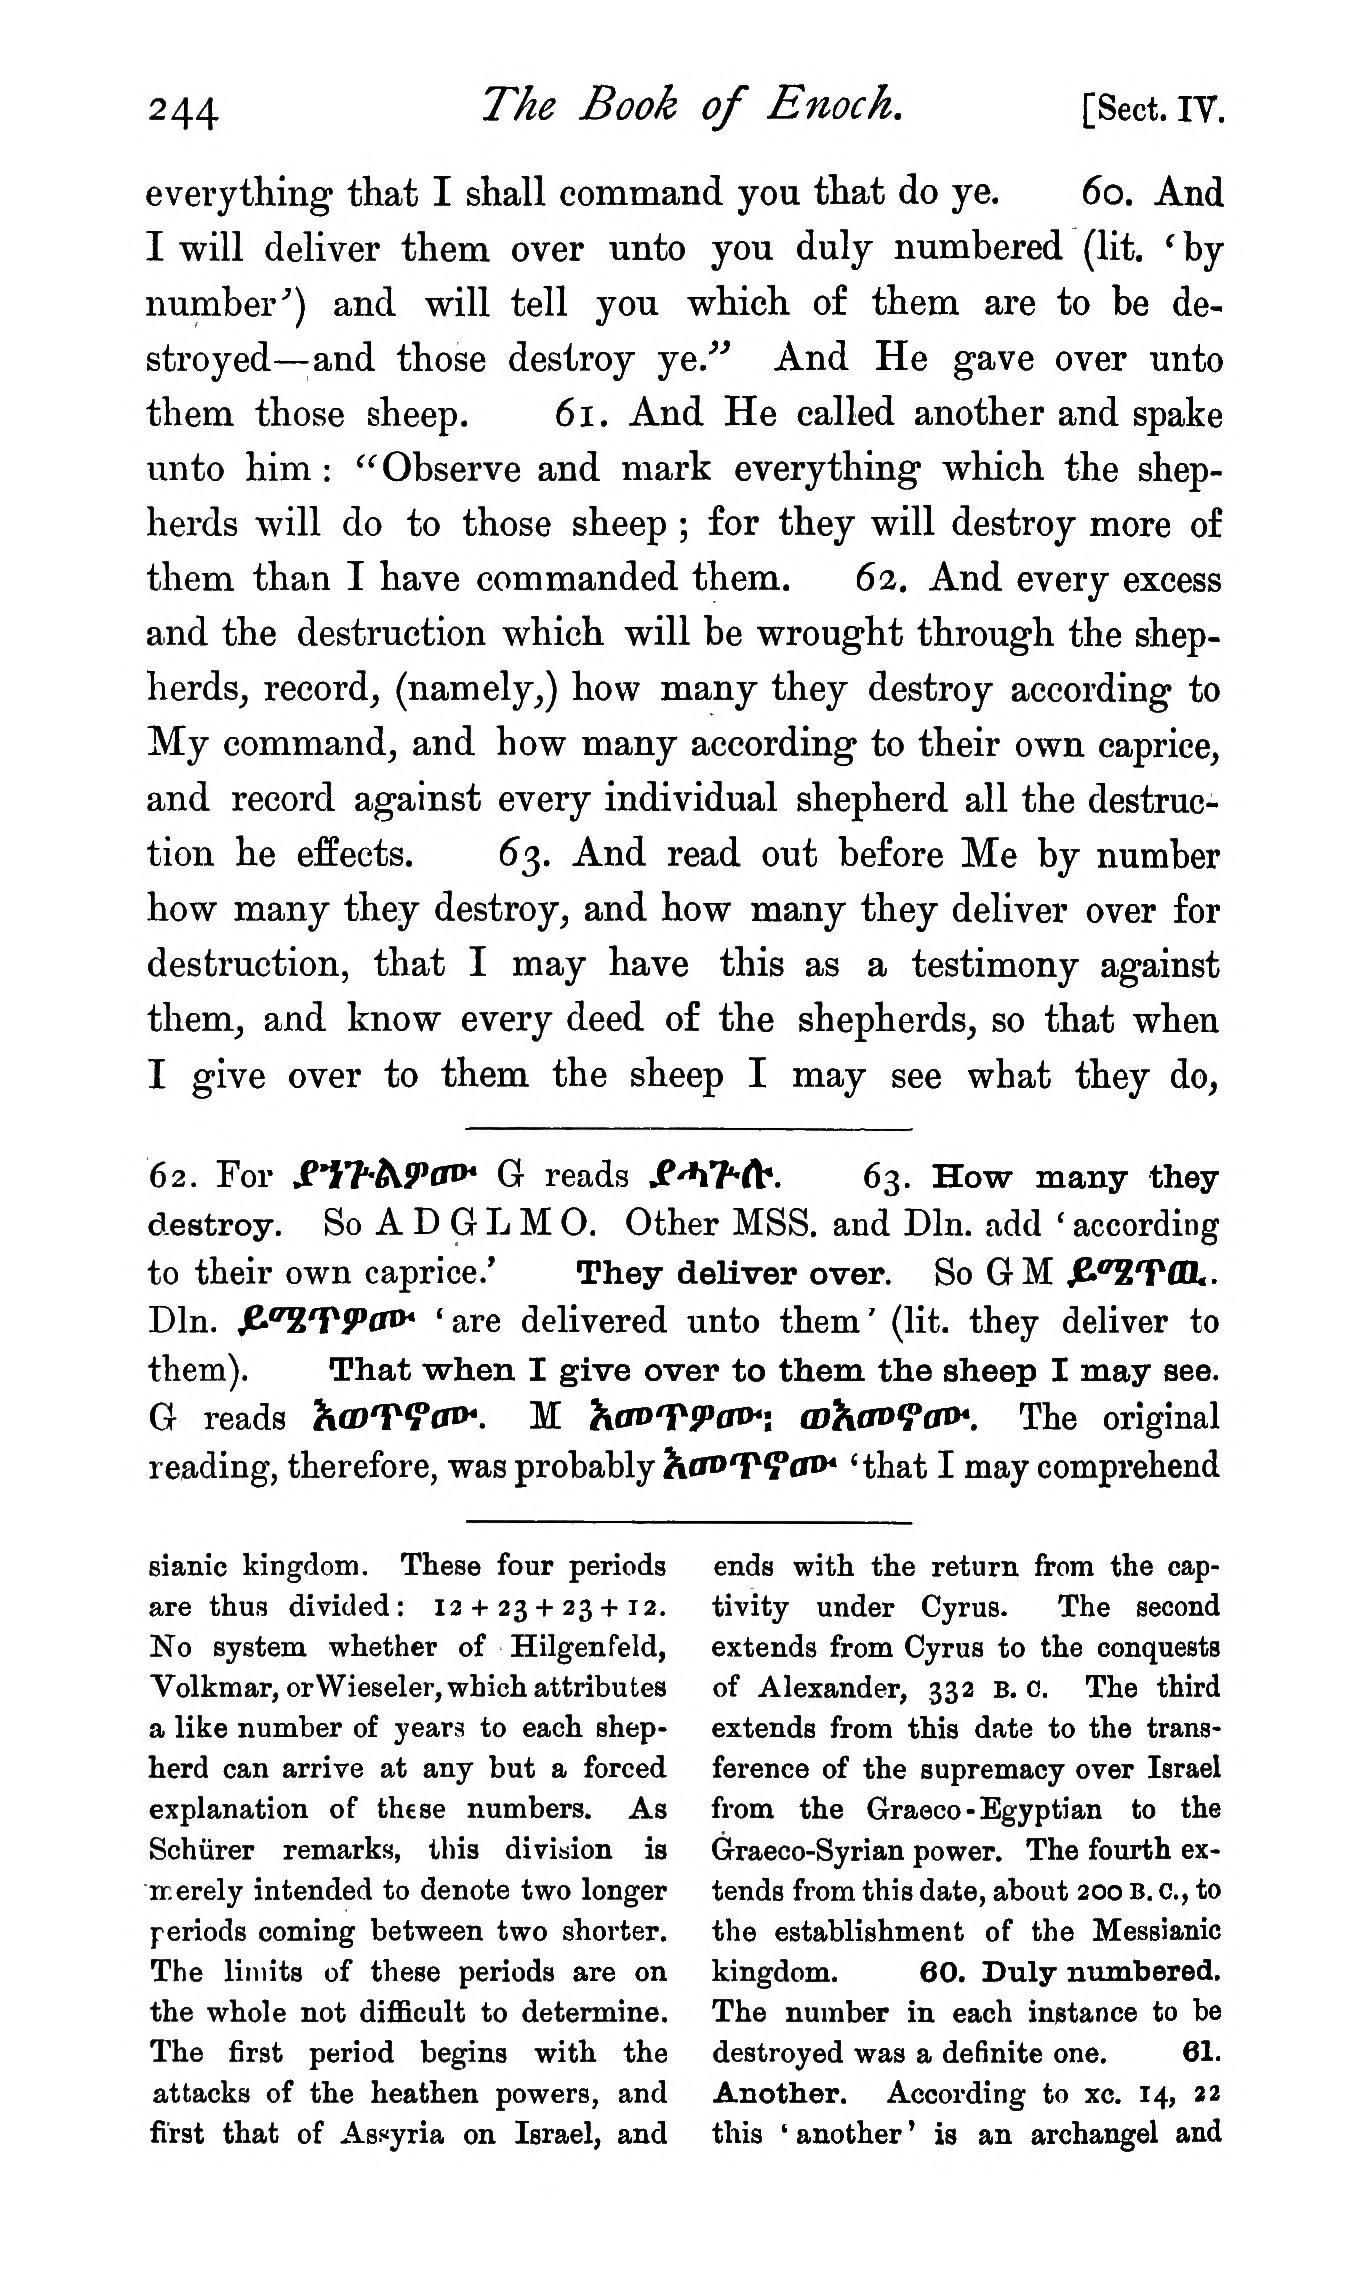 244 The Book of Enoch. [Sect. IV.
everything that I shall command you that do ye. 60. And
I will deliver them over unto you duly numbered (lit. ‘by
number’) and will tell you which of them are to be de-
stroyed—and those destroy ye.” And He gave over unto
them those sheep. 61. And He called another and spake
unto him : “Observe and mark everything which the shep-
herds will do to those sheep ; for they will destroy more of
them than I have commanded them. 62. And every excess
and the destruction which will be wrought through the shep-
herds, record, (namely,) how many they destroy according to
My command, and how many according to their own caprice,
and record against every individual shepherd all the destruc-
tion he effects. 63. And read out before Me by number
how many they destroy, and how many they deliver over for
destruction, that I may have this as a testimony against
them, and know every deed of the shepherds, so that when
I give over to them the sheep I may see what they do,
62. For G reads ያሓጉሉ. 63. How many they
destroy. So A D G L M O. Other MSS. and Dln. add ‘according
to their own caprice.’ They deliver over. So G M ይሜጥዉ.
Dln. ይሜጥዎሙ ‘are delivered unto them’ (lit. they deliver to
them). That when I give over to them the sheep I may see.
G reads እወጥኖሙ. M እመጥዎሙ፡ ወእመኖሙ. The original
reading, therefore, was probably እመጥኖሙ ‘that I may comprehend
sianic kingdom. These four periods
are thus divided: 12 + 23 + 23 + 12.
No system whether of Hilgenfeld,
Volkmar, or Wieseler, which attributes
a like number of years to each shep-
herd can arrive at any but a forced
explanation of these numbers. As
Schürer remarks, this division is
merely intended to denote two longer
periods coming between two shorter.
The limits of these periods are on
the whole not difficult to determine.
The first period begins with the
attacks of the heathen powers, and
first that of Assyria on Israel, and
ends with the return from the cap-
tivity under Cyrus. The second
extends from Cyrus to the conquests
of Alexander, 332 B.C. The third
extends from this date to the trans-
ference of the supremacy over Israel
from the Graeco-Egyptian to the
Graeco-Syrian power. The fourth ex-
tends from this date, about 200 B.C., to
the establishment of the Messianic
kingdom. 60. Duly numbered.
The number in each instance to be
destroyed was a definite one. 61.
Another. According to xc. 14, 22
this ‘another’ is an archangel and